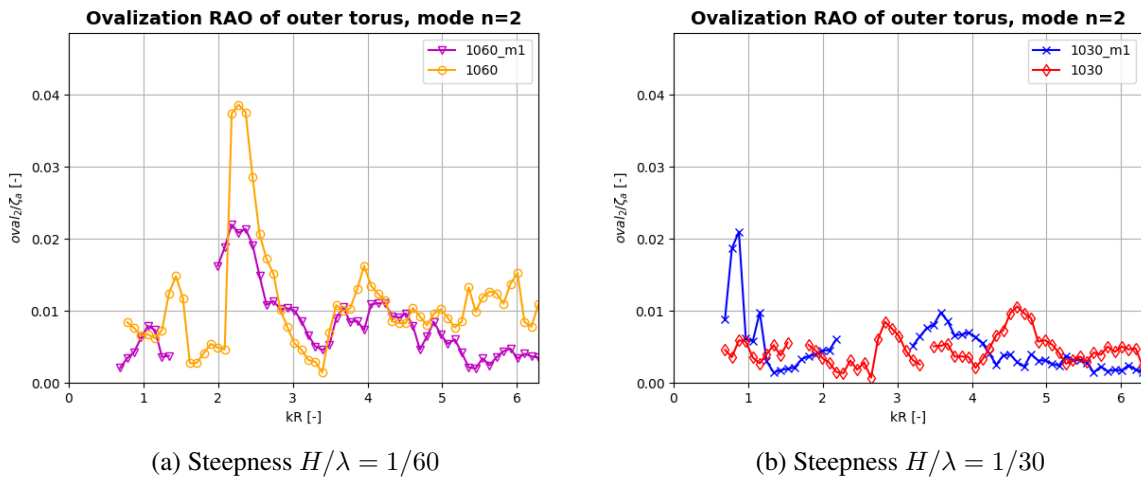 Ovalization RAO of outer torus, mode n=2
1060_m1
1060
0.04
0.03
0.02
0.01
0.00
oval₂/ζₐ [-]
0 1 2 3 4 5 6
kR [-]
(a) Steepness H/λ = 1/60
Ovalization RAO of outer torus, mode n=2
1030_m1
1030
0.04
0.03
0.02
0.01
0.00
oval₂/ζₐ [-]
0 1 2 3 4 5 6
kR [-]
(b) Steepness H/λ = 1/30